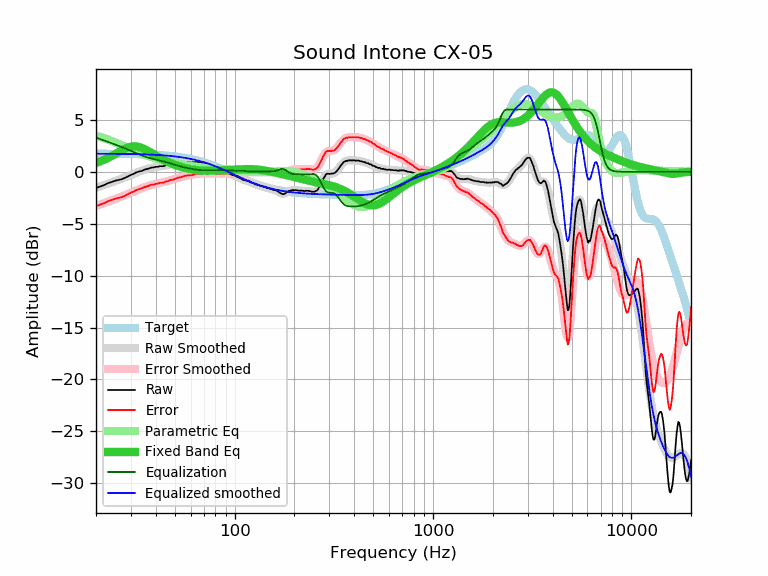 Sound Intone CX-05
Amplitude (dBr)
5
0
−5
−10
−15
−20
−25
−30
Target
Raw Smoothed
Error Smoothed
Raw
Error
Parametric Eq
Fixed Band Eq
Equalization
Equalized smoothed
100
1000
10000
Frequency (Hz)